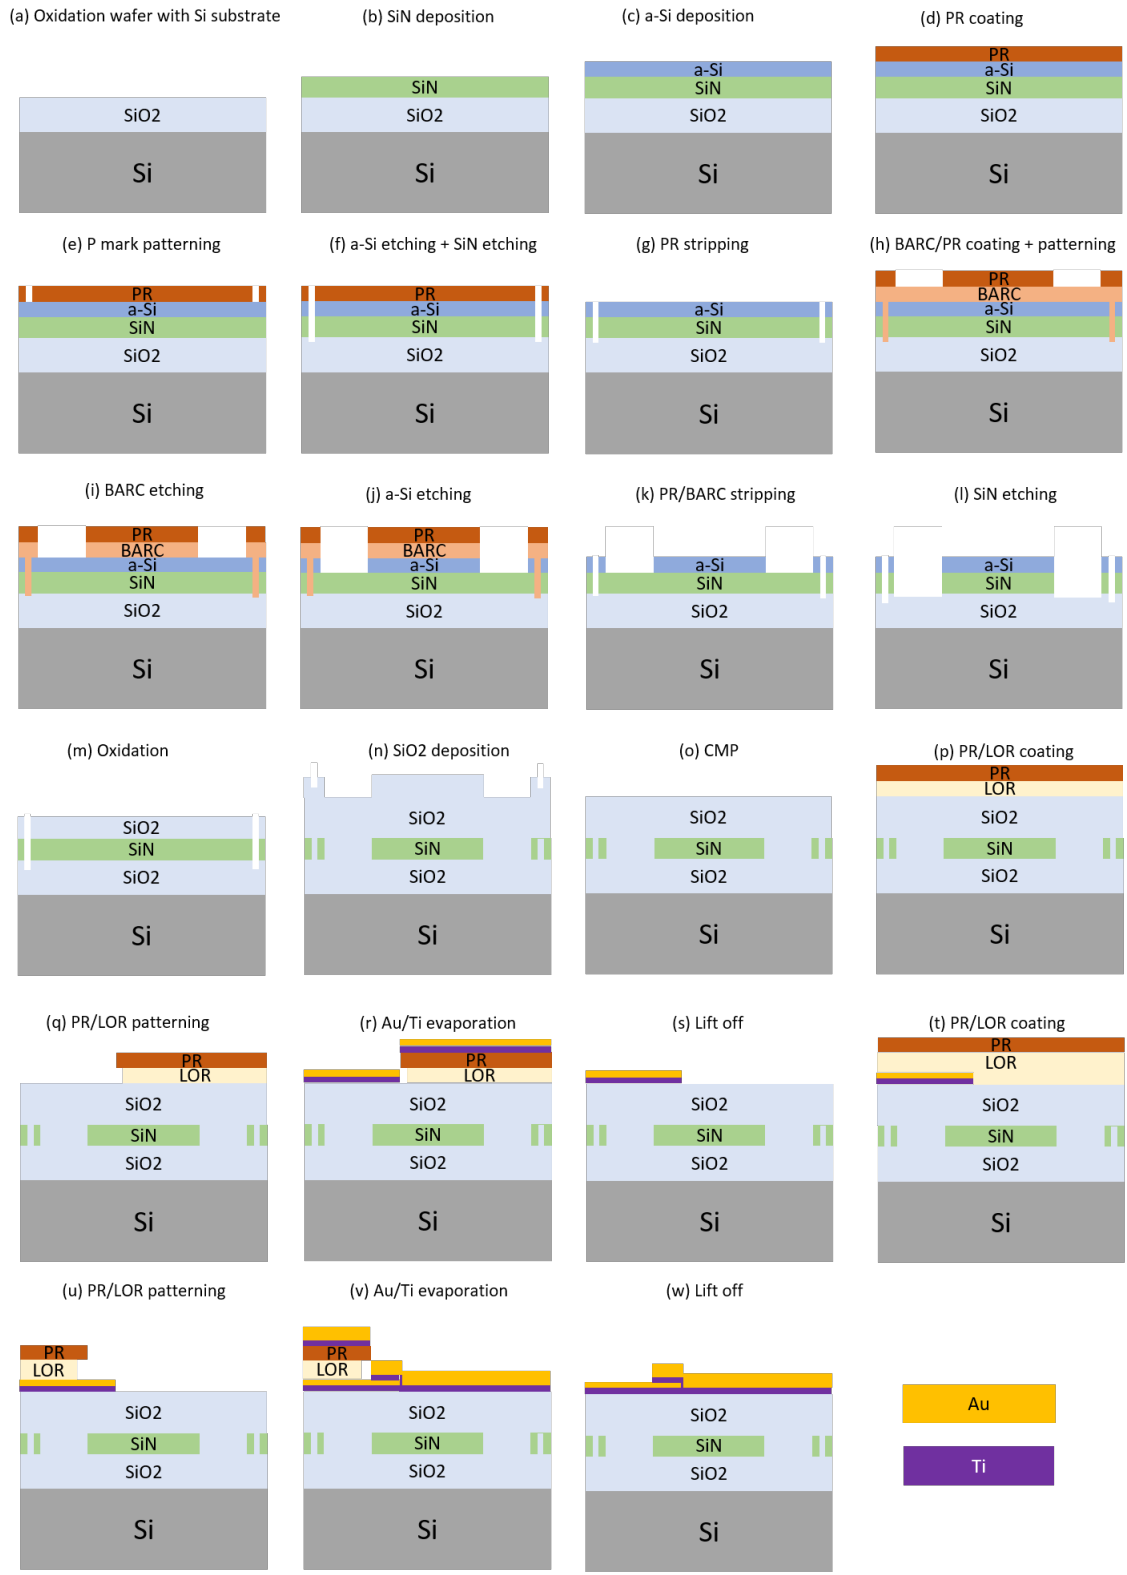 (a) Oxidation wafer with Si substrate
(b) SiN deposition
(c) a-Si deposition
(d) PR coating
SiO2
Si
SiN
SiO2
Si
a-Si
SiN
SiO2
Si
PR
a-Si
SiN
SiO2
Si
(e) P mark patterning
(f) a-Si etching + SiN etching
(g) PR stripping
(h) BARC/PR coating + patterning
PR
a-Si
SiN
SiO2
Si
PR
a-Si
SiN
SiO2
Si
a-Si
SiN
SiO2
Si
PR
BARC
a-Si
SiN
SiO2
Si
(i) BARC etching
(j) a-Si etching
(k) PR/BARC stripping
(l) SiN etching
PR
BARC
a-Si
SiN
SiO2
Si
PR
BARC
a-Si
SiN
SiO2
Si
a-Si
SiN
SiO2
Si
a-Si
SiN
SiO2
Si
(m) Oxidation
(n) SiO2 deposition
(o) CMP
(p) PR/LOR coating
SiO2
SiN
SiO2
Si
SiO2
SiN
SiO2
Si
SiO2
SiN
SiO2
Si
PR
LOR
SiO2
SiN
SiO2
Si
(q) PR/LOR patterning
(r) Au/Ti evaporation
(s) Lift off
(t) PR/LOR coating
PR
LOR
SiO2
SiN
SiO2
Si
PR
LOR
SiO2
SiN
SiO2
Si
SiO2
SiN
SiO2
Si
PR
LOR
SiO2
SiN
SiO2
Si
(u) PR/LOR patterning
(v) Au/Ti evaporation
(w) Lift off
PR
LOR
SiO2
SiN
SiO2
Si
PR
LOR
SiO2
SiN
SiO2
Si
SiO2
SiN
SiO2
Si
Au
Ti